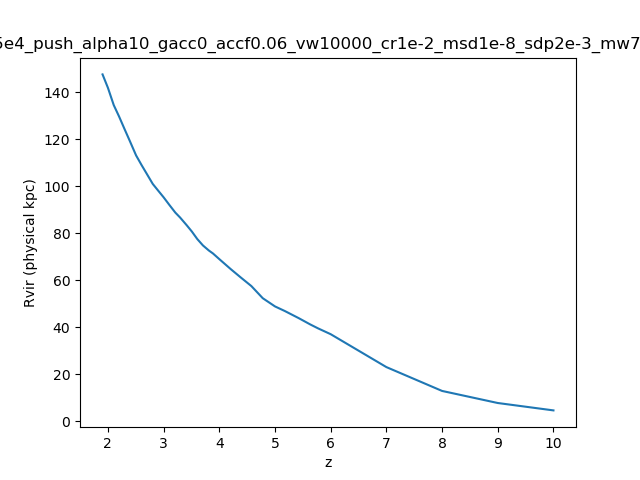 5e4_push_alpha10_gacc0_accf0.06_vw10000_cr1e-2_msd1e-8_sdp2e-3_mw7
140
120
100
80
60
40
20
0
Rvir (physical kpc)
2 3 4 5 6 7 8 9 10
z